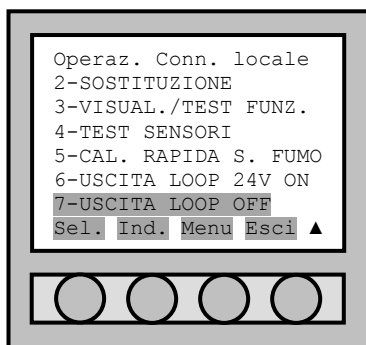 Operaz. Conn. locale
2-SOSTITUZIONE
3-VISUAL./TEST FUNZ.
4-TEST SENSORI
5-CAL. RAPIDA S. FUMO
6-USCITA LOOP 24V ON
7-USCITA LOOP OFF
Sel. Ind. Menu Esci ▲